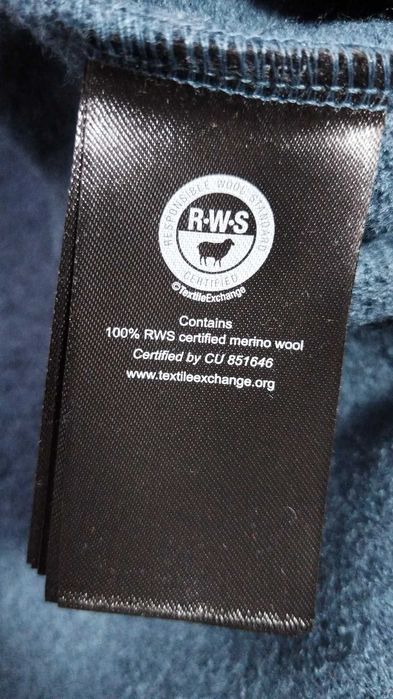 RESPONSIBLE WOOL STANDARD
R·W·S
CERTIFIED
©TextileExchange
Contains
100% RWS certified merino wool
Certified by CU 851646
www.textileexchange.org